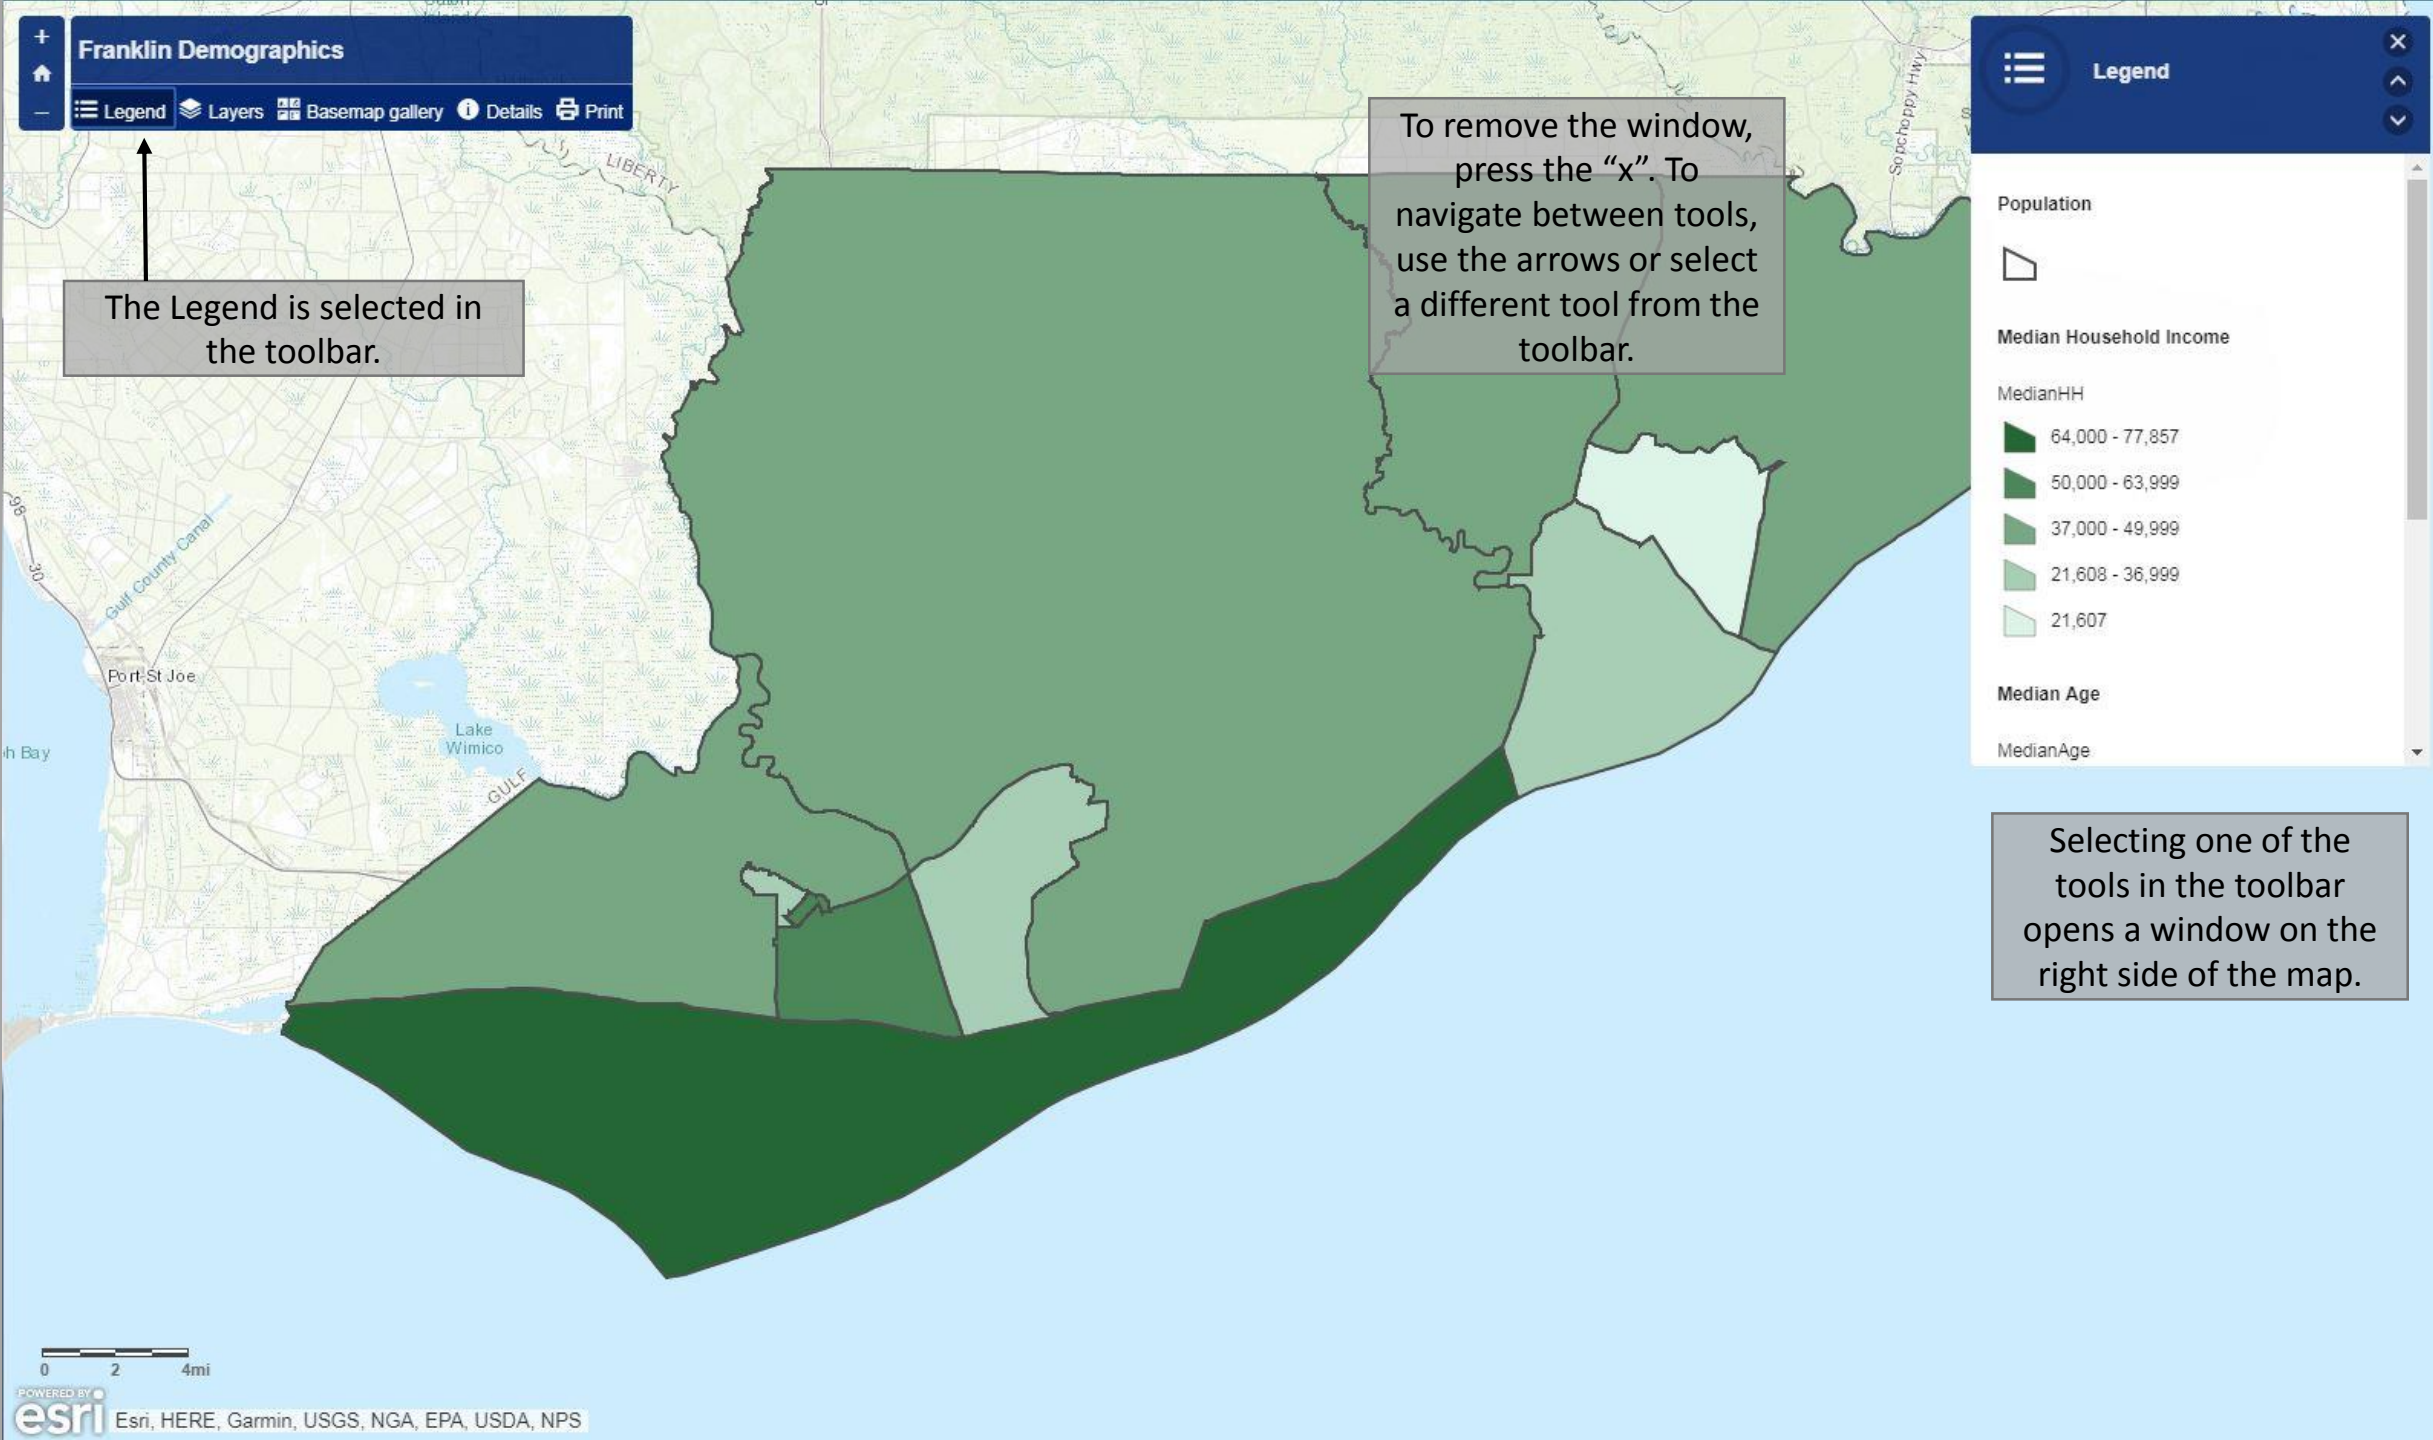 +
Franklin Demographics
Legend Layers Basemap gallery Details Print
–
The Legend is selected in
the toolbar.
To remove the window,
press the “x”. To
navigate between tools,
use the arrows or select
a different tool from the
toolbar.
Legend
Population
Median Household Income
MedianHH
64,000 - 77,857
50,000 - 63,999
37,000 - 49,999
21,608 - 36,999
21,607
Median Age
MedianAge
Selecting one of the
tools in the toolbar
opens a window on the
right side of the map.
LIBERTY
Sopchoppy Hwy
98
30
Gulf County Canal
Port St Joe
Lake
Wimico
GULF
h Bay
0 2 4mi
POWERED BY
esri
Esri, HERE, Garmin, USGS, NGA, EPA, USDA, NPS